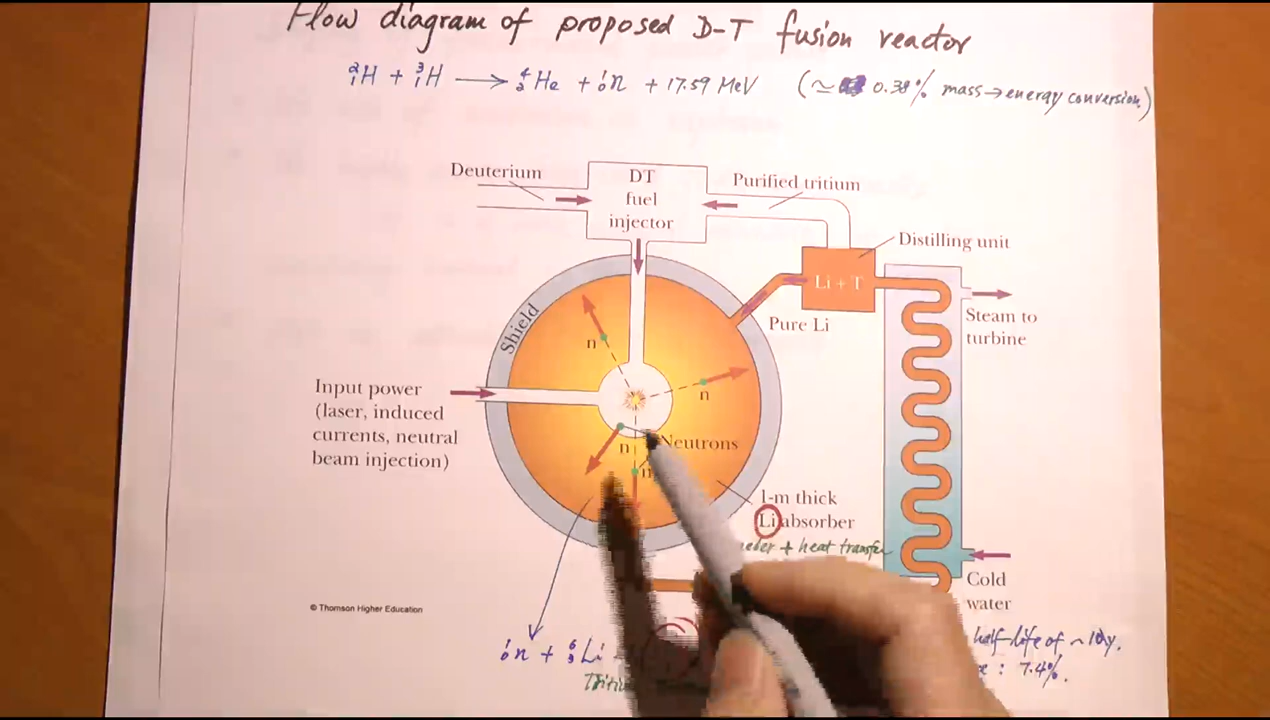 Flow diagram of proposed D-T fusion reactor
²₁H + ³₁H ⟶ ⁴₂He + ¹₀n + 17.59 MeV (≃ 0.38% mass→energy conversion)
Deuterium
DT
fuel
injector
Purified tritium
Distilling unit
Li + T
Pure Li
Steam to
turbine
Shield
n
n
Input power
(laser, induced
currents, neutral
beam injection)
Neutrons
n
n
1-m thick
Li absorber
+ heat transfer
Cold
water
© Thomson Higher Education
half-life of ~10y.
¹₀n + ⁶₃Li
: 7.4%.